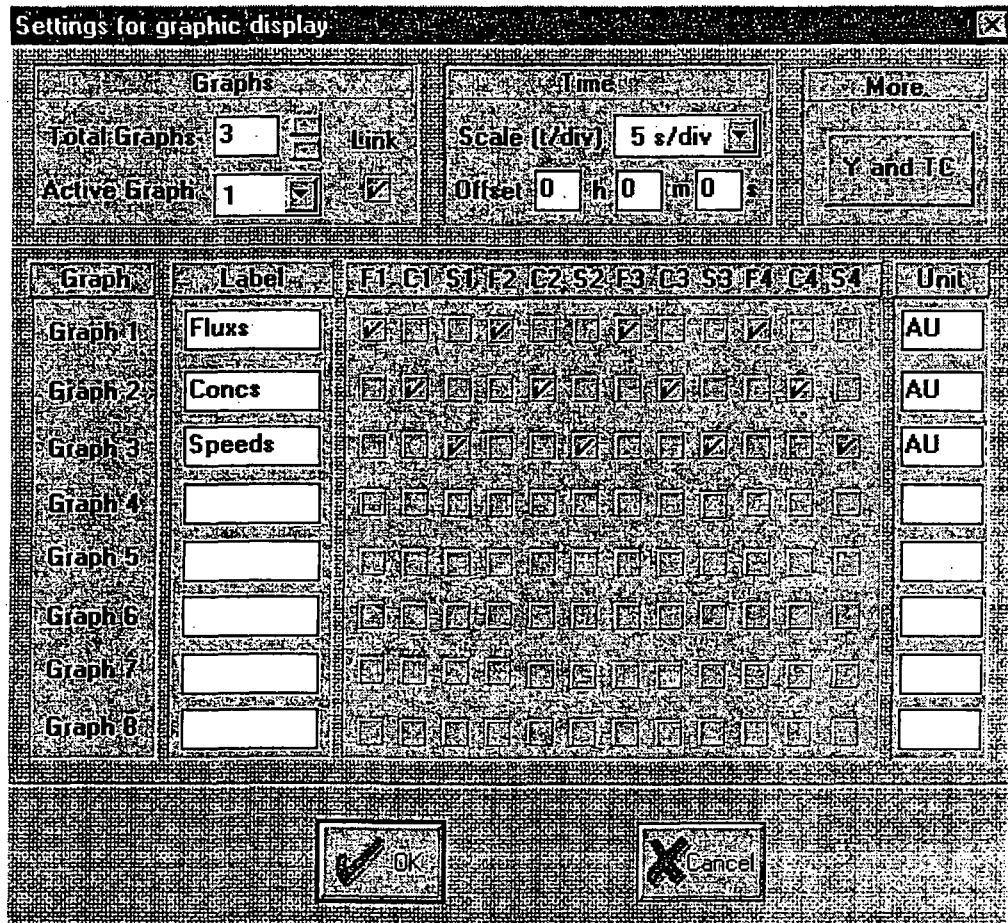 Settings for graphic display
Graphs Time More
Total Graphs 3 Link Scale (t/div) 5 s/div Y and TC
Active Graph 1 Offset 0 h 0 m 0 s
Graph Label F1 C1 S1 F2 C2 S2 F3 C3 S3 F4 C4 S4 Unit
Graph 1 Fluxs AU
Graph 2 Concs AU
Graph 3 Speeds AU
Graph 4
Graph 5
Graph 6
Graph 7
Graph 8
OK Cancel